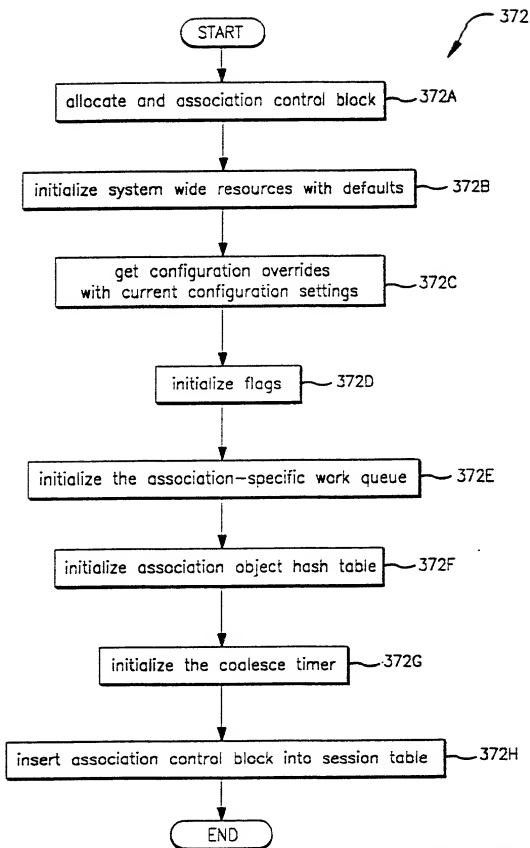 372
START
allocate and association control block 372A
initialize system wide resources with defaults 372B
get configuration overrides
with current configuration settings 372C
initialize flags 372D
initialize the association-specific work queue 372E
initialize association object hash table 372F
initialize the coalesce timer 372G
insert association control block into session table 372H
END